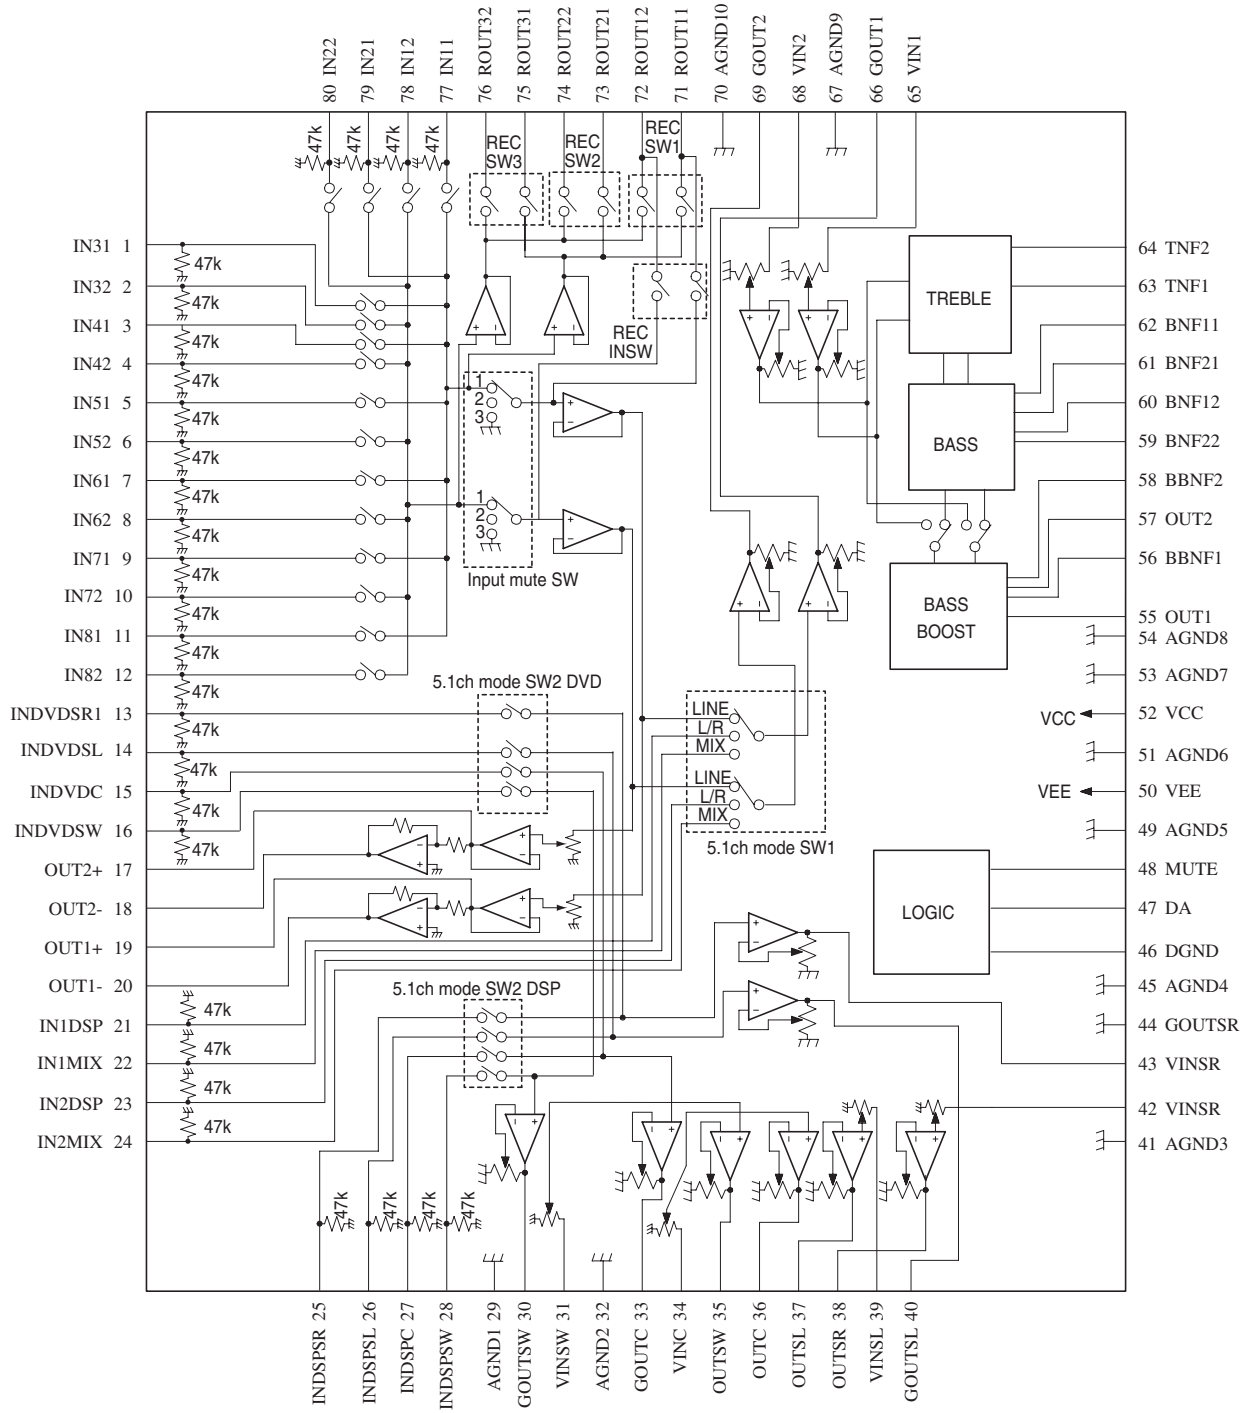 80 IN22
79 IN21
78 IN12
77 IN11
76 ROUT32
75 ROUT31
74 ROUT22
73 ROUT21
72 ROUT12
71 ROUT11
70 AGND10
69 GOUT2
68 VIN2
67 AGND9
66 GOUT1
65 VIN1
47k
47k
47k
47k
REC
SW3
REC
SW2
REC
SW1
IN31 1
47k
IN32 2
47k
IN41 3
47k
IN42 4
47k
IN51 5
47k
IN52 6
47k
IN61 7
47k
IN62 8
47k
IN71 9
47k
IN72 10
47k
IN81 11
47k
IN82 12
47k
INDVDSR1 13
47k
INDVDSL 14
47k
INDVDC 15
47k
INDVDSW 16
47k
OUT2+ 17
OUT2- 18
OUT1+ 19
OUT1- 20
47k
IN1DSP 21
47k
IN1MIX 22
47k
IN2DSP 23
47k
IN2MIX 24
+
-
+
-
REC
INSW
1
2
3
+
-
1
2
3
+
-
Input mute SW
-
+
+
-
+
-
+
-
5.1ch mode SW2 DVD
LINE
L/R
MIX
LINE
L/R
MIX
5.1ch mode SW1
-
+
+
-
-
+
+
-
5.1ch mode SW2 DSP
+
-
+
-
-
+
-
+
-
+
-
+
-
+
-
+
47k
47k
47k
47k
TREBLE
BASS
BASS
BOOST
VCC
VEE
LOGIC
64 TNF2
63 TNF1
62 BNF11
61 BNF21
60 BNF12
59 BNF22
58 BBNF2
57 OUT2
56 BBNF1
55 OUT1
54 AGND8
53 AGND7
52 VCC
51 AGND6
50 VEE
49 AGND5
48 MUTE
47 DA
46 DGND
45 AGND4
44 GOUTSR
43 VINSR
42 VINSR
41 AGND3
INDSPSR 25
INDSPSL 26
INDSPC 27
INDSPSW 28
AGND1 29
GOUTSW 30
VINSW 31
AGND2 32
GOUTC 33
VINC 34
OUTSW 35
OUTC 36
OUTSL 37
OUTSR 38
VINSL 39
GOUTSL 40